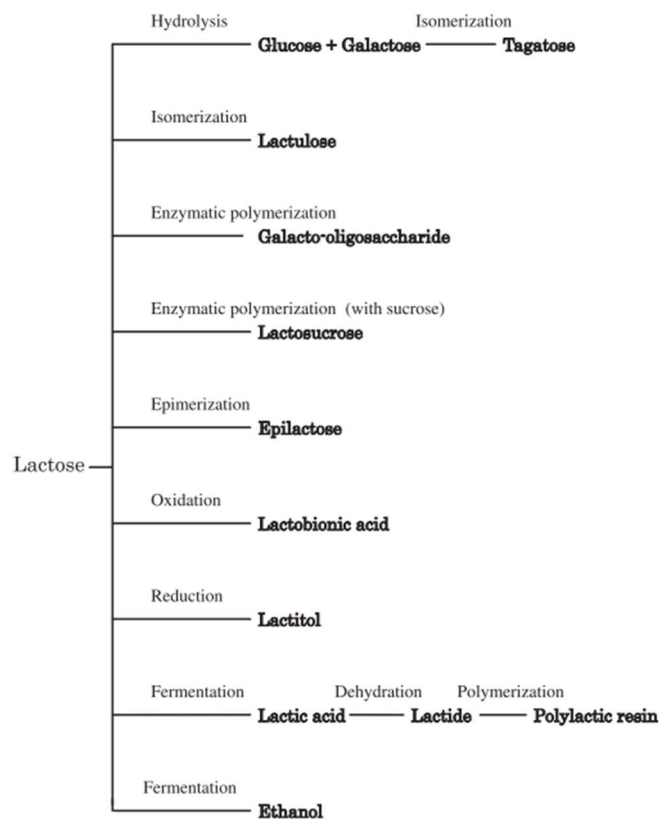 Hydrolysis Isomerization
Glucose + Galactose Tagatose
Isomerization
Lactulose
Enzymatic polymerization
Galacto-oligosaccharide
Enzymatic polymerization (with sucrose)
Lactosucrose
Epimerization
Epilactose
Lactose
Oxidation
Lactobionic acid
Reduction
Lactitol
Fermentation Dehydration Polymerization
Lactic acid Lactide Polylactic resin
Fermentation
Ethanol